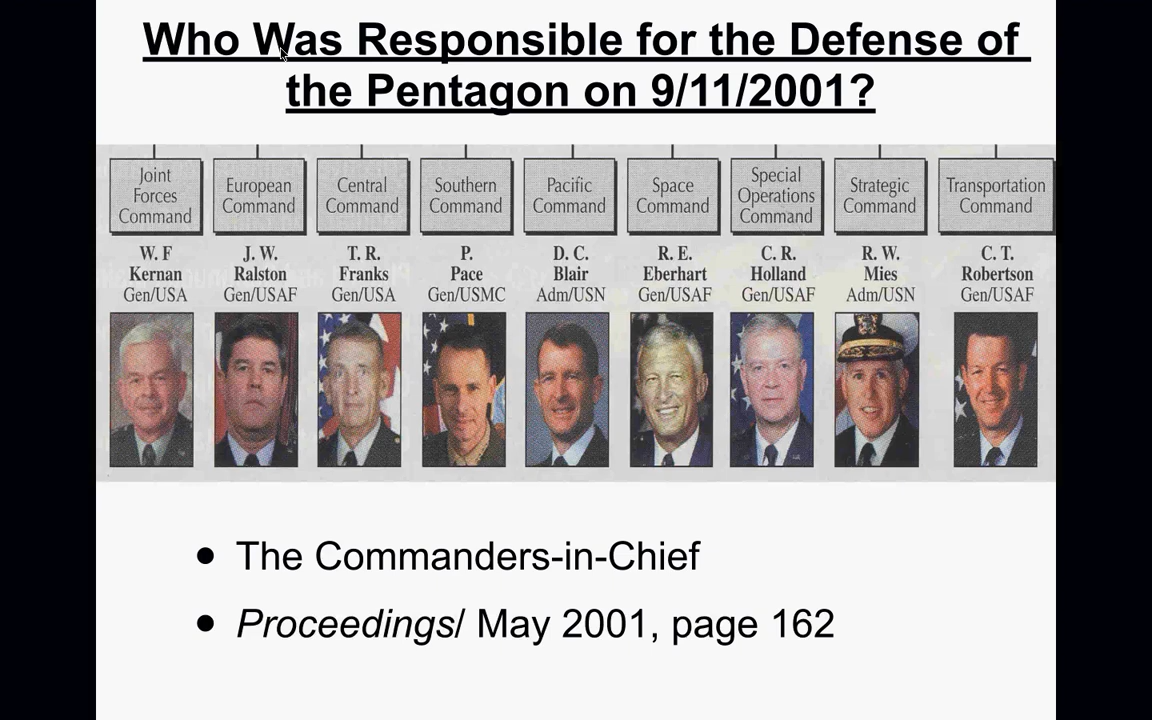 Who Was Responsible for the Defense of
the Pentagon on 9/11/2001?
Joint
Forces
Command
European
Command
Central
Command
Southern
Command
Pacific
Command
Space
Command
Special
Operations
Command
Strategic
Command
Transportation
Command
W. F
Kernan
Gen/USA
J. W.
Ralston
Gen/USAF
T. R.
Franks
Gen/USA
P.
Pace
Gen/USMC
D. C.
Blair
Adm/USN
R. E.
Eberhart
Gen/USAF
C. R.
Holland
Gen/USAF
R. W.
Mies
Adm/USN
C. T.
Robertson
Gen/USAF
• The Commanders-in-Chief
• Proceedings/ May 2001, page 162